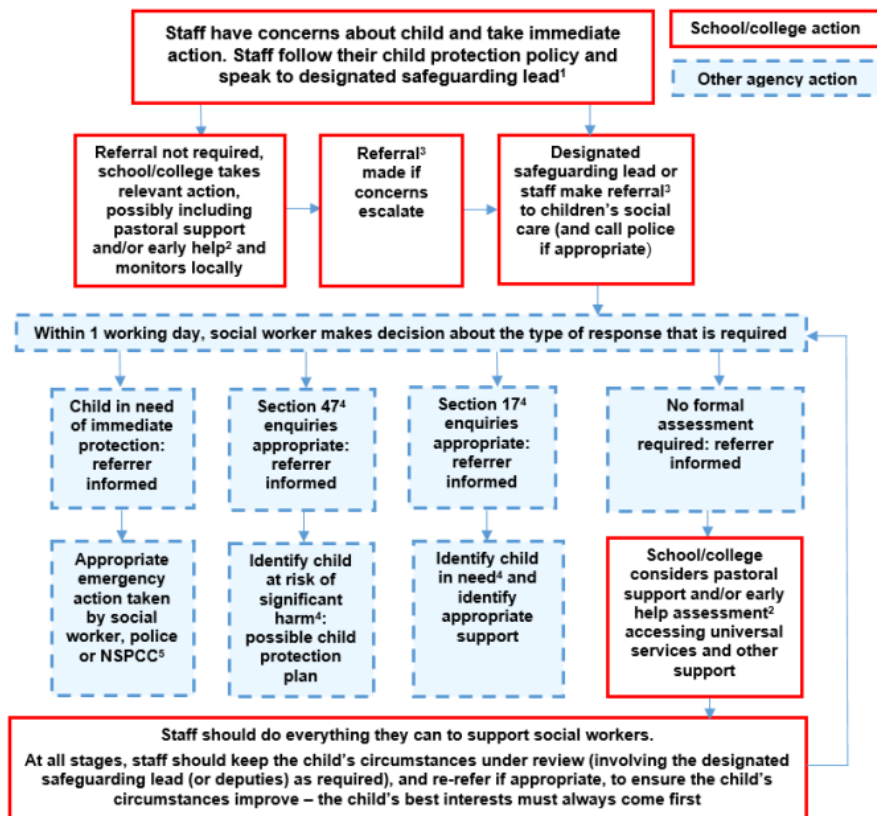 Staff have concerns about child and take immediate
action. Staff follow their child protection policy and
speak to designated safeguarding lead¹
School/college action
Other agency action
Referral not required,
school/college takes
relevant action,
possibly including
pastoral support
and/or early help² and
monitors locally
Referral³
made if
concerns
escalate
Designated
safeguarding lead or
staff make referral³
to children’s social
care (and call police
if appropriate)
Within 1 working day, social worker makes decision about the type of response that is required
Child in need
of immediate
protection:
referrer
informed
Section 47⁴
enquiries
appropriate:
referrer
informed
Section 17⁴
enquiries
appropriate:
referrer
informed
No formal
assessment
required: referrer
informed
Appropriate
emergency
action taken
by social
worker, police
or NSPCC⁵
Identify child
at risk of
significant
harm⁴:
possible child
protection
plan
Identify child
in need⁴ and
identify
appropriate
support
School/college
considers pastoral
support and/or early
help assessment²
accessing universal
services and other
support
Staff should do everything they can to support social workers.
At all stages, staff should keep the child’s circumstances under review (involving the designated
safeguarding lead (or deputies) as required), and re-refer if appropriate, to ensure the child’s
circumstances improve – the child’s best interests must always come first